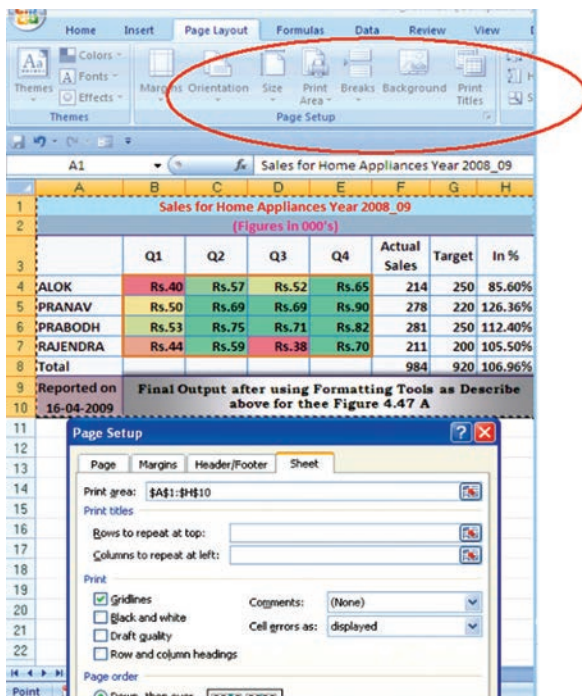 Home Insert Page Layout Formulas Data Review View
Aa Colors
A Fonts
Themes Effects
Margins Orientation Size Print Area Breaks Background Print Titles
Themes Page Setup
A1 fx Sales for Home Appliances Year 2008_09
A B C D E F G H
1 Sales for Home Appliances Year 2008_09
2 (Figures in 000's)
3 Q1 Q2 Q3 Q4 Actual Sales Target In %
4 ALOK Rs.40 Rs.57 Rs.52 Rs.65 214 250 85.60%
5 PRANAV Rs.50 Rs.69 Rs.69 Rs.90 278 220 126.36%
6 PRABODH Rs.53 Rs.75 Rs.71 Rs.82 281 250 112.40%
7 RAJENDRA Rs.44 Rs.59 Rs.38 Rs.70 211 200 105.50%
8 Total 984 920 106.96%
9 Reported on Final Output after using Formatting Tools as Describe
10 16-04-2009 above for thee Figure 4.47 A
11 Page Setup ? X
12
13 Page Margins Header/Footer Sheet
14 Print area: $A$1:$H$10
15 Print titles
16 Rows to repeat at top:
17 Columns to repeat at left:
18
19 Print
20 Gridlines Comments: (None)
21 Black and white Cell errors as: displayed
Draft quality
22 Row and column headings
Page order
Point Down, then over